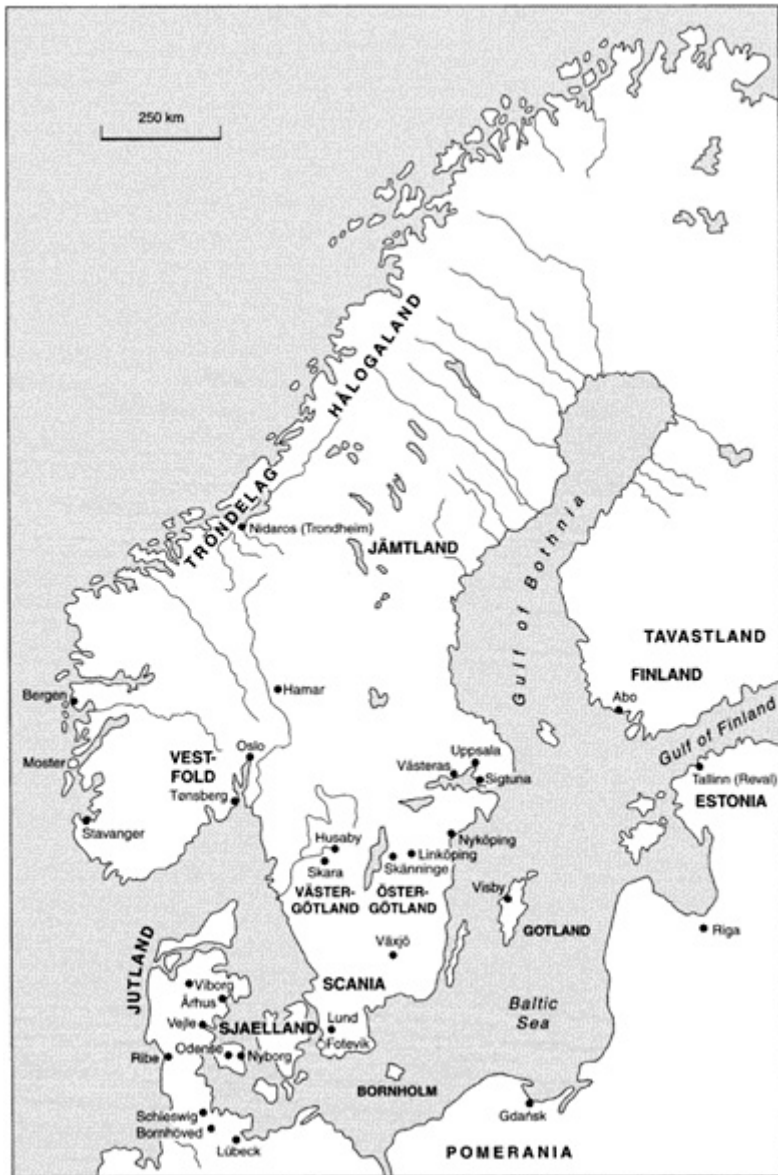 250 km
HÅLOGALAND
TRÖNDELAG
Nidaros (Trondheim)
JÄMTLAND
Gulf of Bothnia
TAVASTLAND
FINLAND
Abo
Gulf of Finland
Bergen
Hamar
Moster
VEST-
FOLD
Oslo
Tønsberg
Stavanger
Uppsala
Västeras
Sigtuna
Tallinn (Reval)
ESTONIA
Nyköping
Husaby
Linköping
Skara
Skänninge
VÄSTER-
GÖTLAND
ÖSTER-
GÖTLAND
Visby
GOTLAND
Riga
Växjö
JUTLAND
Viborg
Århus
SCANIA
Baltic
Sea
Vejle
SJAELLAND
Lund
Fotevik
Ribe
Odense
Nyborg
BORNHOLM
Gdańsk
Schleswig
Bornhöved
Lübeck
POMERANIA